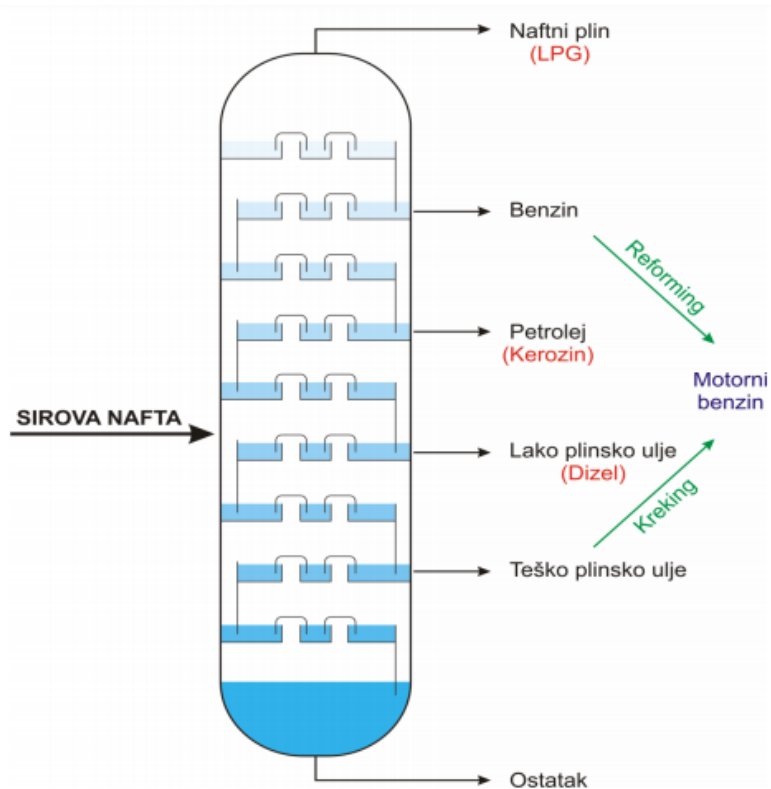 Naftni plin
(LPG)
Benzin
Reforming
Petrolej
(Kerozin)
Motorni
benzin
SIROVA NAFTA
Lako plinsko ulje
(Dizel)
Kreking
Teško plinsko ulje
Ostatak